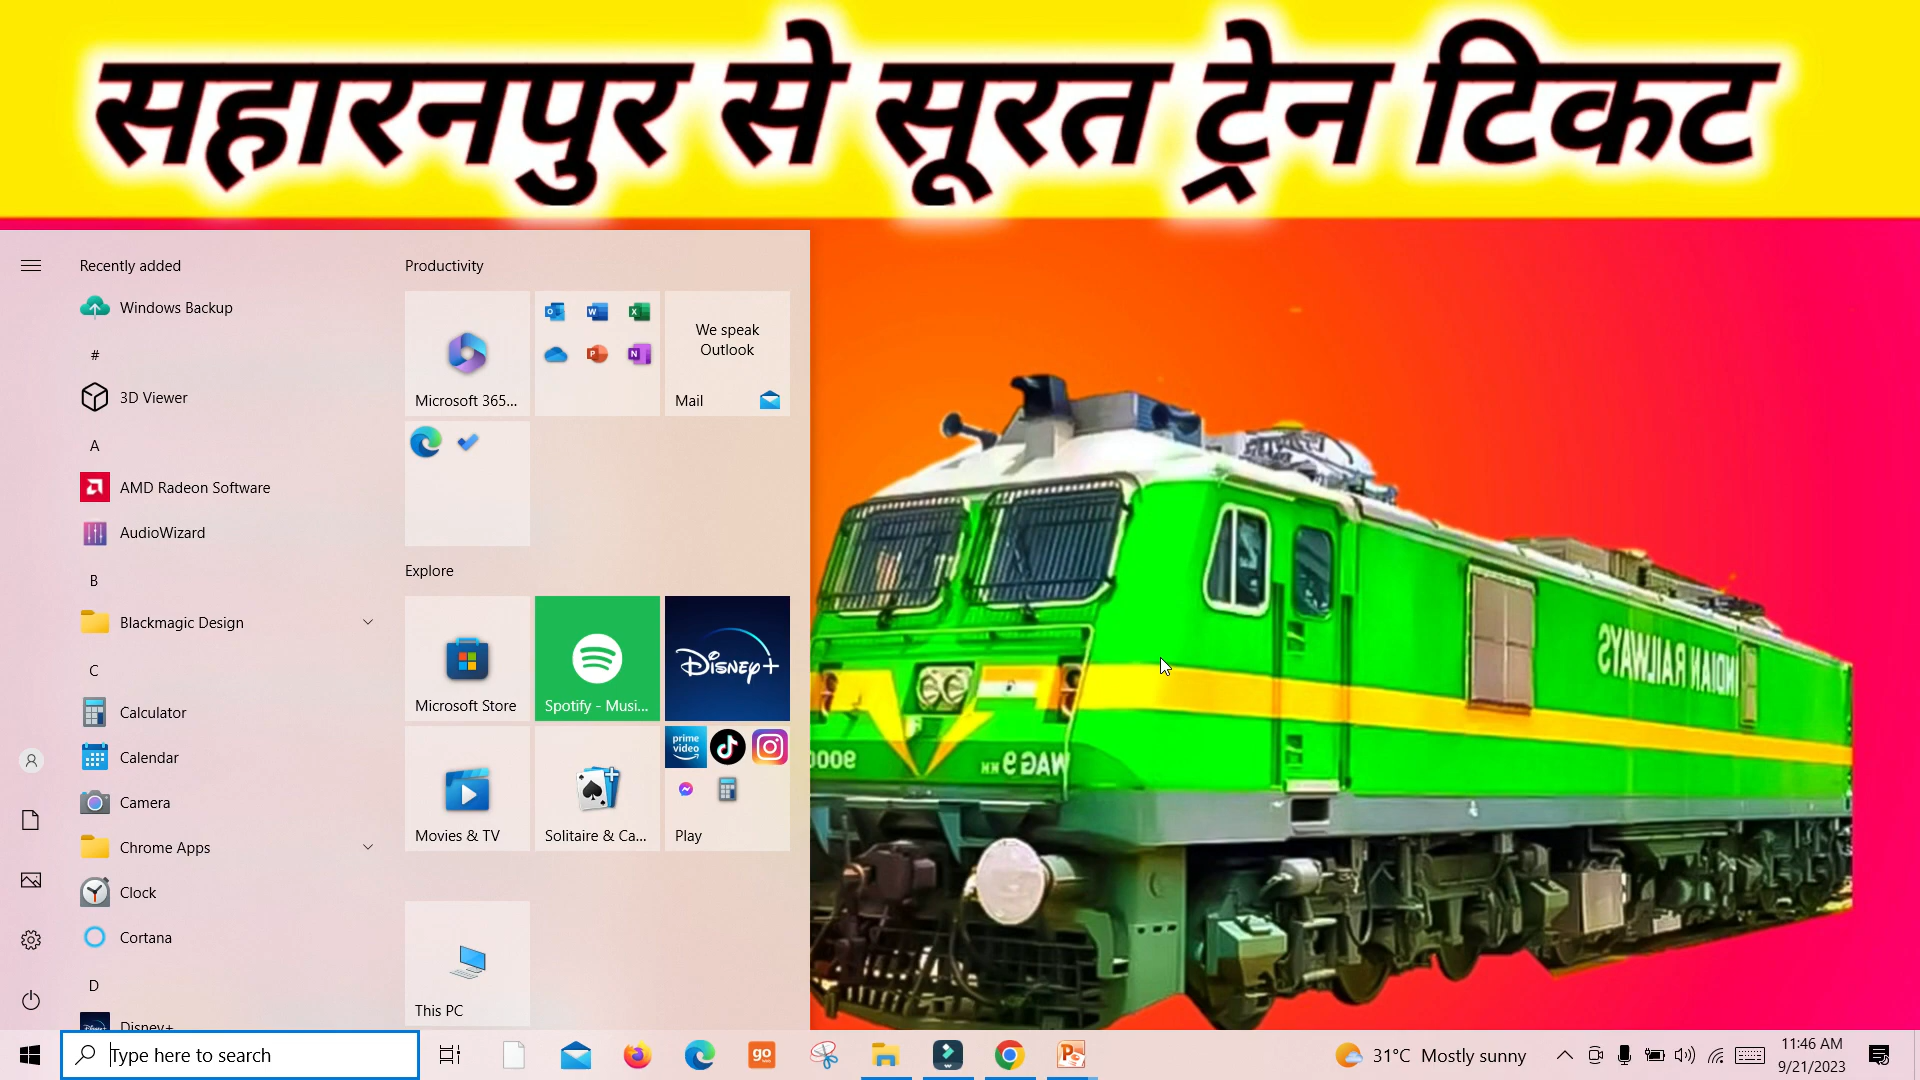 सहारनपुर से सूरत ट्रेन टिकट
Recently added
Windows Backup
#
3D Viewer
A
AMD Radeon Software
AudioWizard
B
Blackmagic Design
C
Calculator
Calendar
Camera
Chrome Apps
Clock
Cortana
D
Disney+
Productivity
Microsoft 365...
We speak
Outlook
Mail
Explore
Microsoft Store
Spotify - Musi...
Disney+
Movies & TV
Solitaire & Ca...
prime
video
Play
This PC
INDIAN RAILWAYS
WAG 9 HH
9000
Type here to search
go
31°C Mostly sunny
11:46 AM
9/21/2023